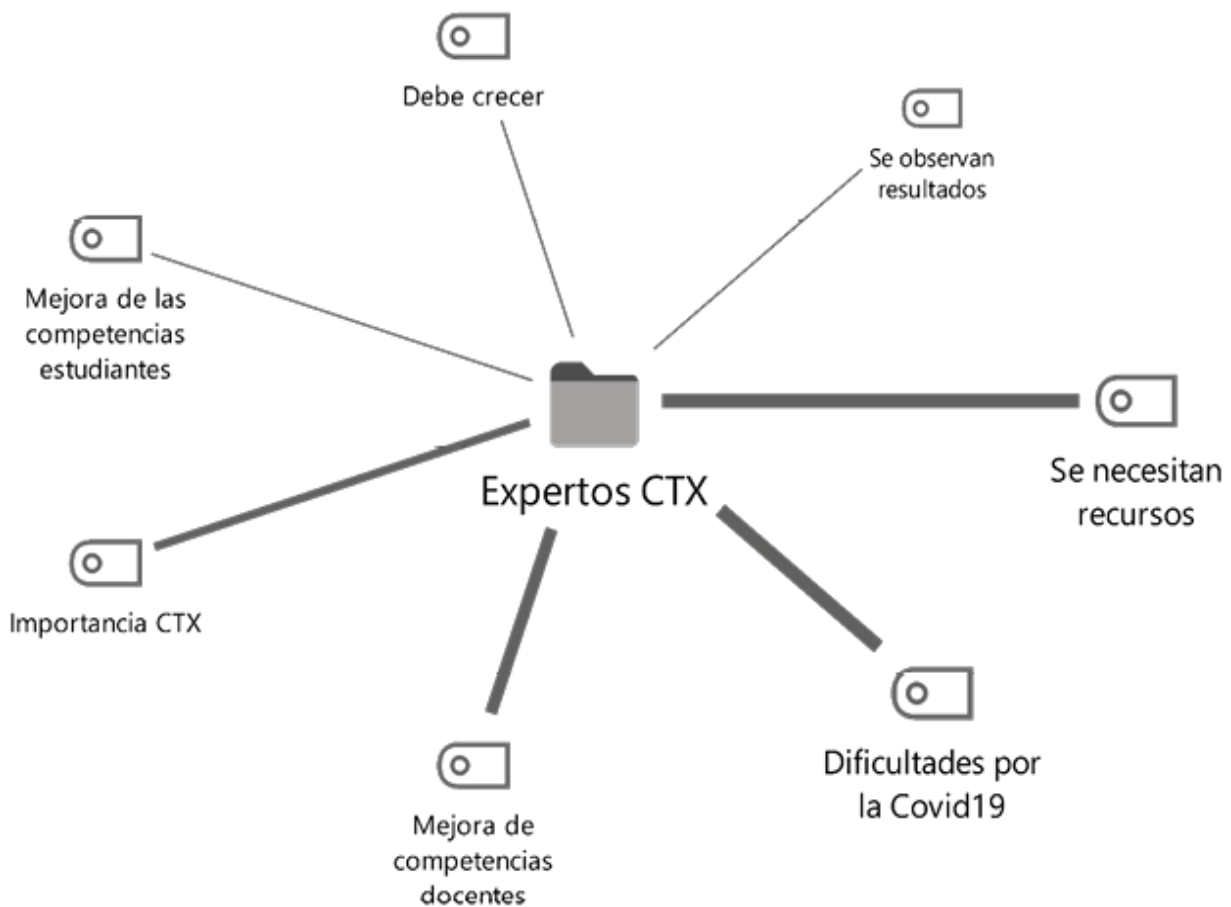 Debe crecer
Se observan
resultados
Mejora de las
competencias
estudiantes
Expertos CTX
Se necesitan
recursos
Importancia CTX
Dificultades por
la Covid19
Mejora de
competencias
docentes